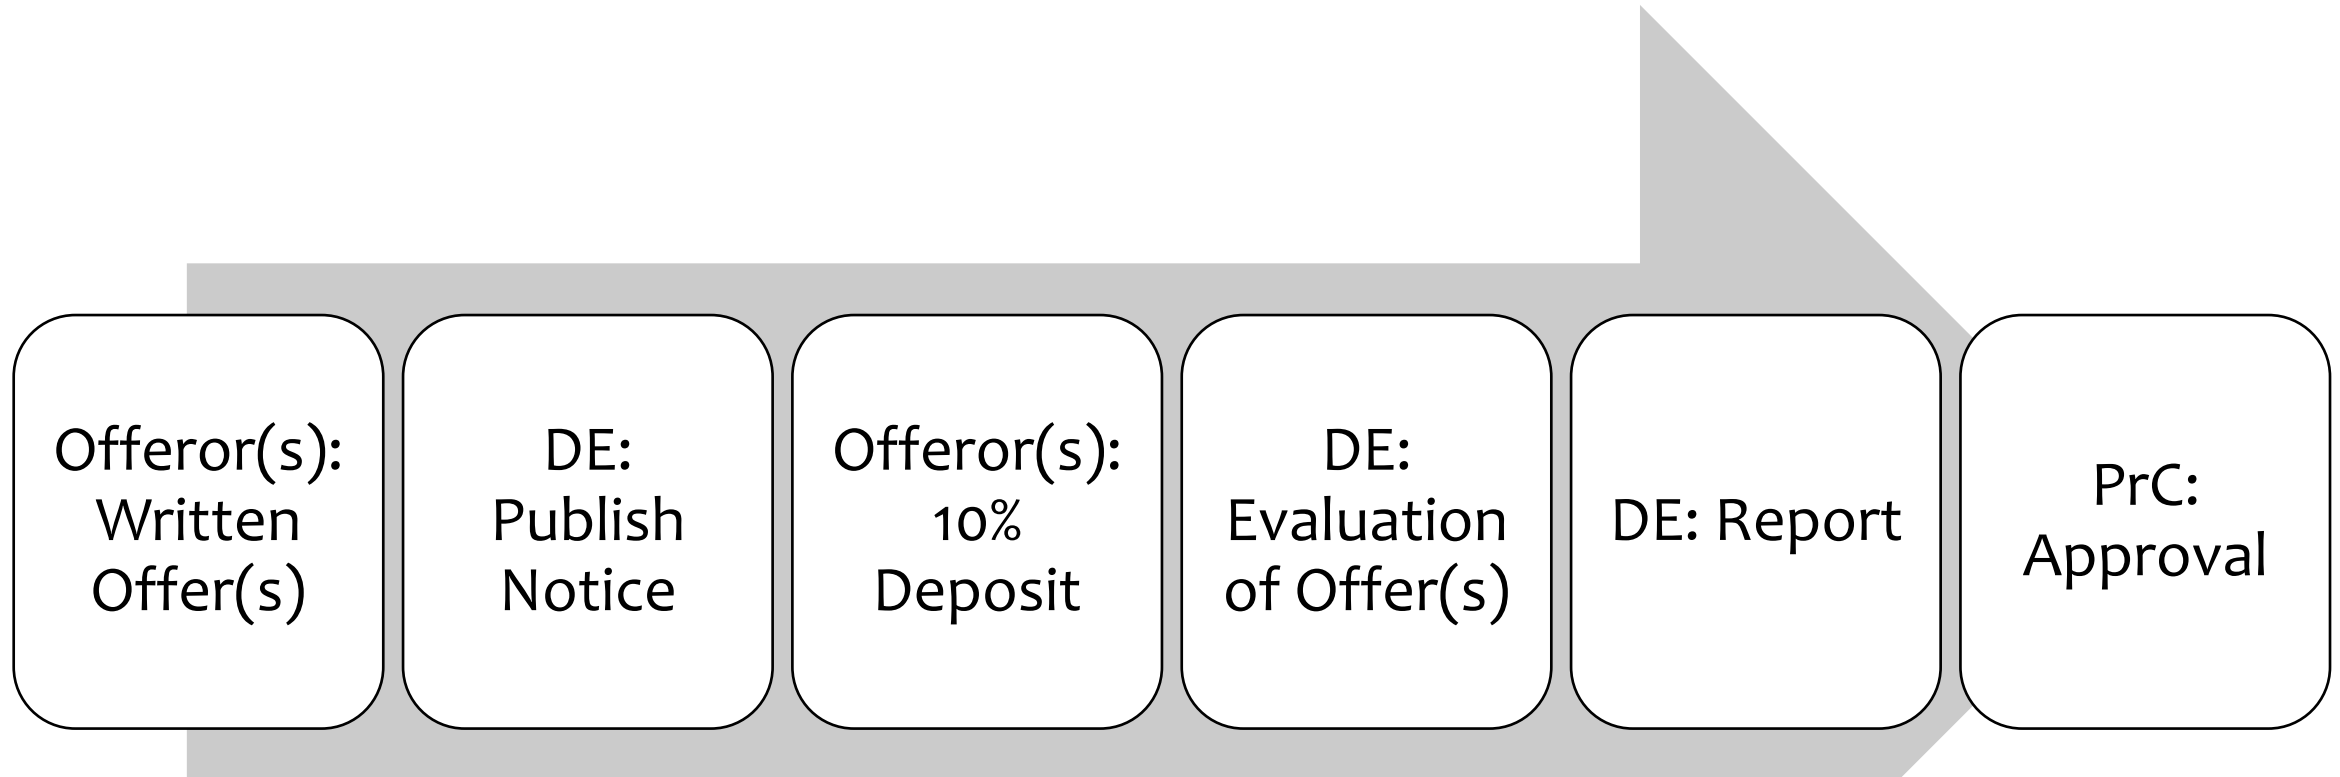 Offeror(s):
Written
Offer(s)
DE:
Publish
Notice
Offeror(s):
10%
Deposit
DE:
Evaluation
of Offer(s)
DE: Report
PrC:
Approval